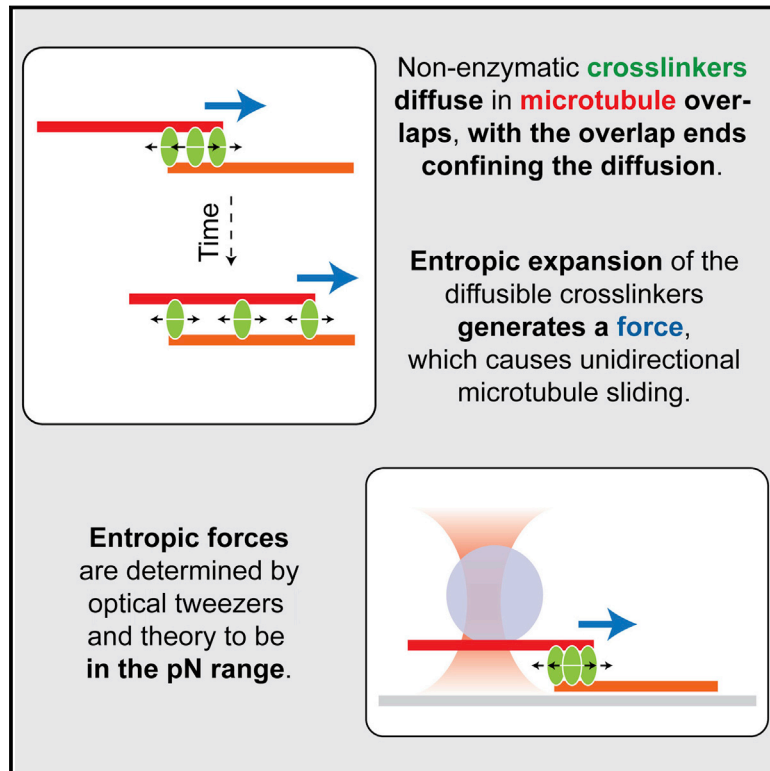 Non-enzymatic crosslinkers
diffuse in microtubule over-
laps, with the overlap ends
confining the diffusion.
Time
Entropic expansion of the
diffusible crosslinkers
generates a force,
which causes unidirectional
microtubule sliding.
Entropic forces
are determined by
optical tweezers
and theory to be
in the pN range.